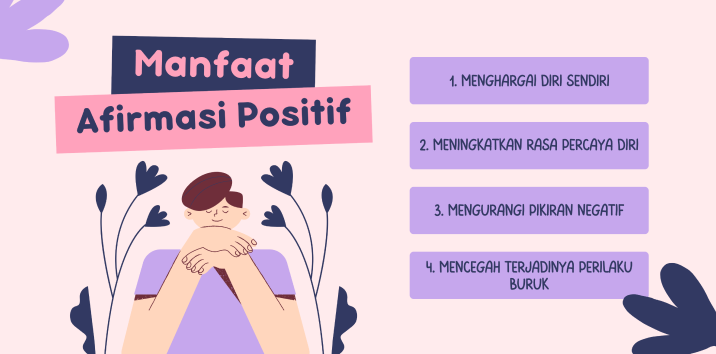 Manfaat
Afirmasi Positif
1. MENGHARGAI DIRI SENDIRI
2. MENINGKATKAN RASA PERCAYA DIRI
3. MENGURANGI PIKIRAN NEGATIF
4. MENCEGAH TERJADINYA PERILAKU
BURUK